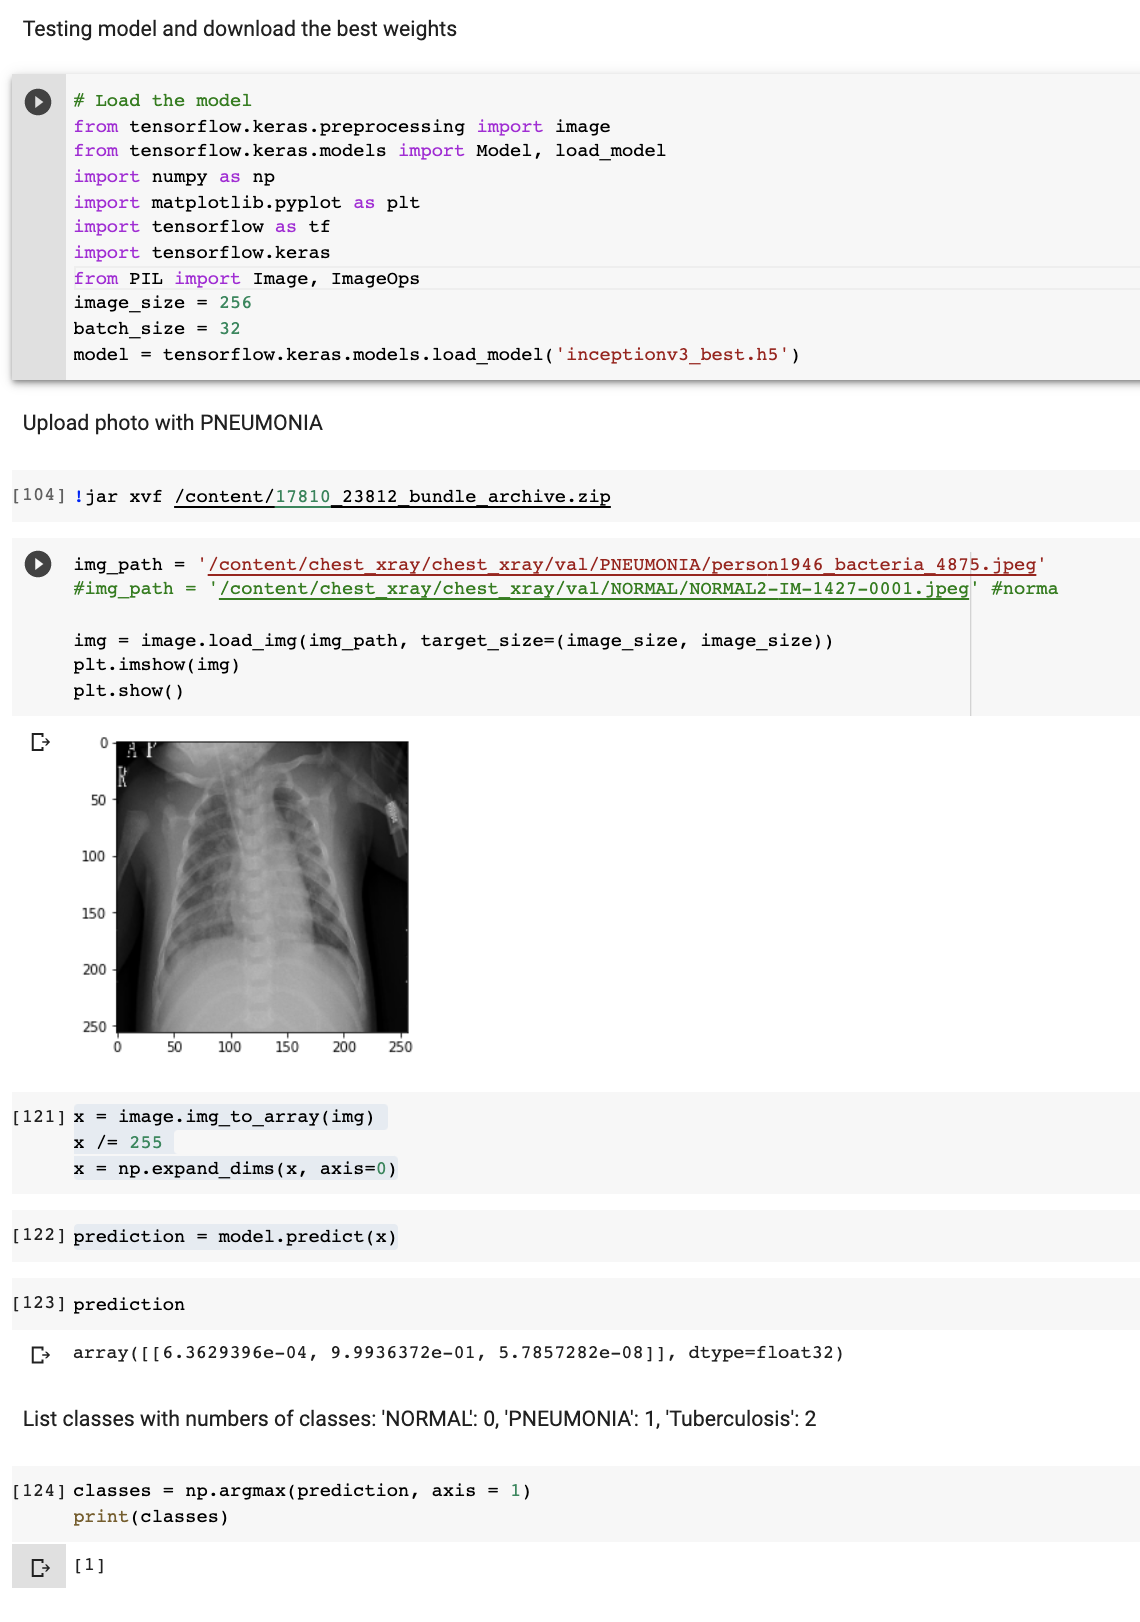 Testing model and download the best weights
# Load the model
from tensorflow.keras.preprocessing import image
from tensorflow.keras.models import Model, load_model
import numpy as np
import matplotlib.pyplot as plt
import tensorflow as tf
import tensorflow.keras
from PIL import Image, ImageOps
image_size = 256
batch_size = 32
model = tensorflow.keras.models.load_model('inceptionv3_best.h5')
Upload photo with PNEUMONIA
[104] !jar xvf /content/17810_23812_bundle_archive.zip
img_path = '/content/chest_xray/chest_xray/val/PNEUMONIA/person1946_bacteria_4875.jpeg'
#img_path = '/content/chest_xray/chest_xray/val/NORMAL/NORMAL2-IM-1427-0001.jpeg' #norma
img = image.load_img(img_path, target_size=(image_size, image_size))
plt.imshow(img)
plt.show()
A P
R
0
50
100
150
200
250
0 50 100 150 200 250
[121] x = image.img_to_array(img)
x /= 255
x = np.expand_dims(x, axis=0)
[122] prediction = model.predict(x)
[123] prediction
array([[6.3629396e-04, 9.9936372e-01, 5.7857282e-08]], dtype=float32)
List classes with numbers of classes: 'NORMAL': 0, 'PNEUMONIA': 1, 'Tuberculosis': 2
[124] classes = np.argmax(prediction, axis = 1)
print(classes)
[1]